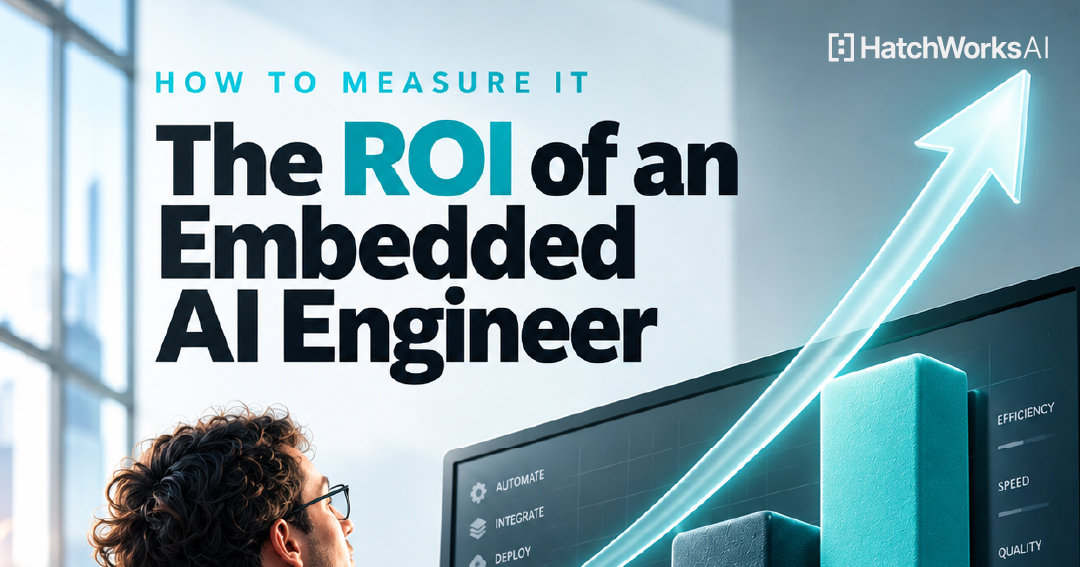 HatchWorksAI
HOW TO MEASURE IT
The ROI of an
Embedded
AI Engineer
AUTOMATE
INTEGRATE
DEPLOY
EFFICIENCY
SPEED
QUALITY